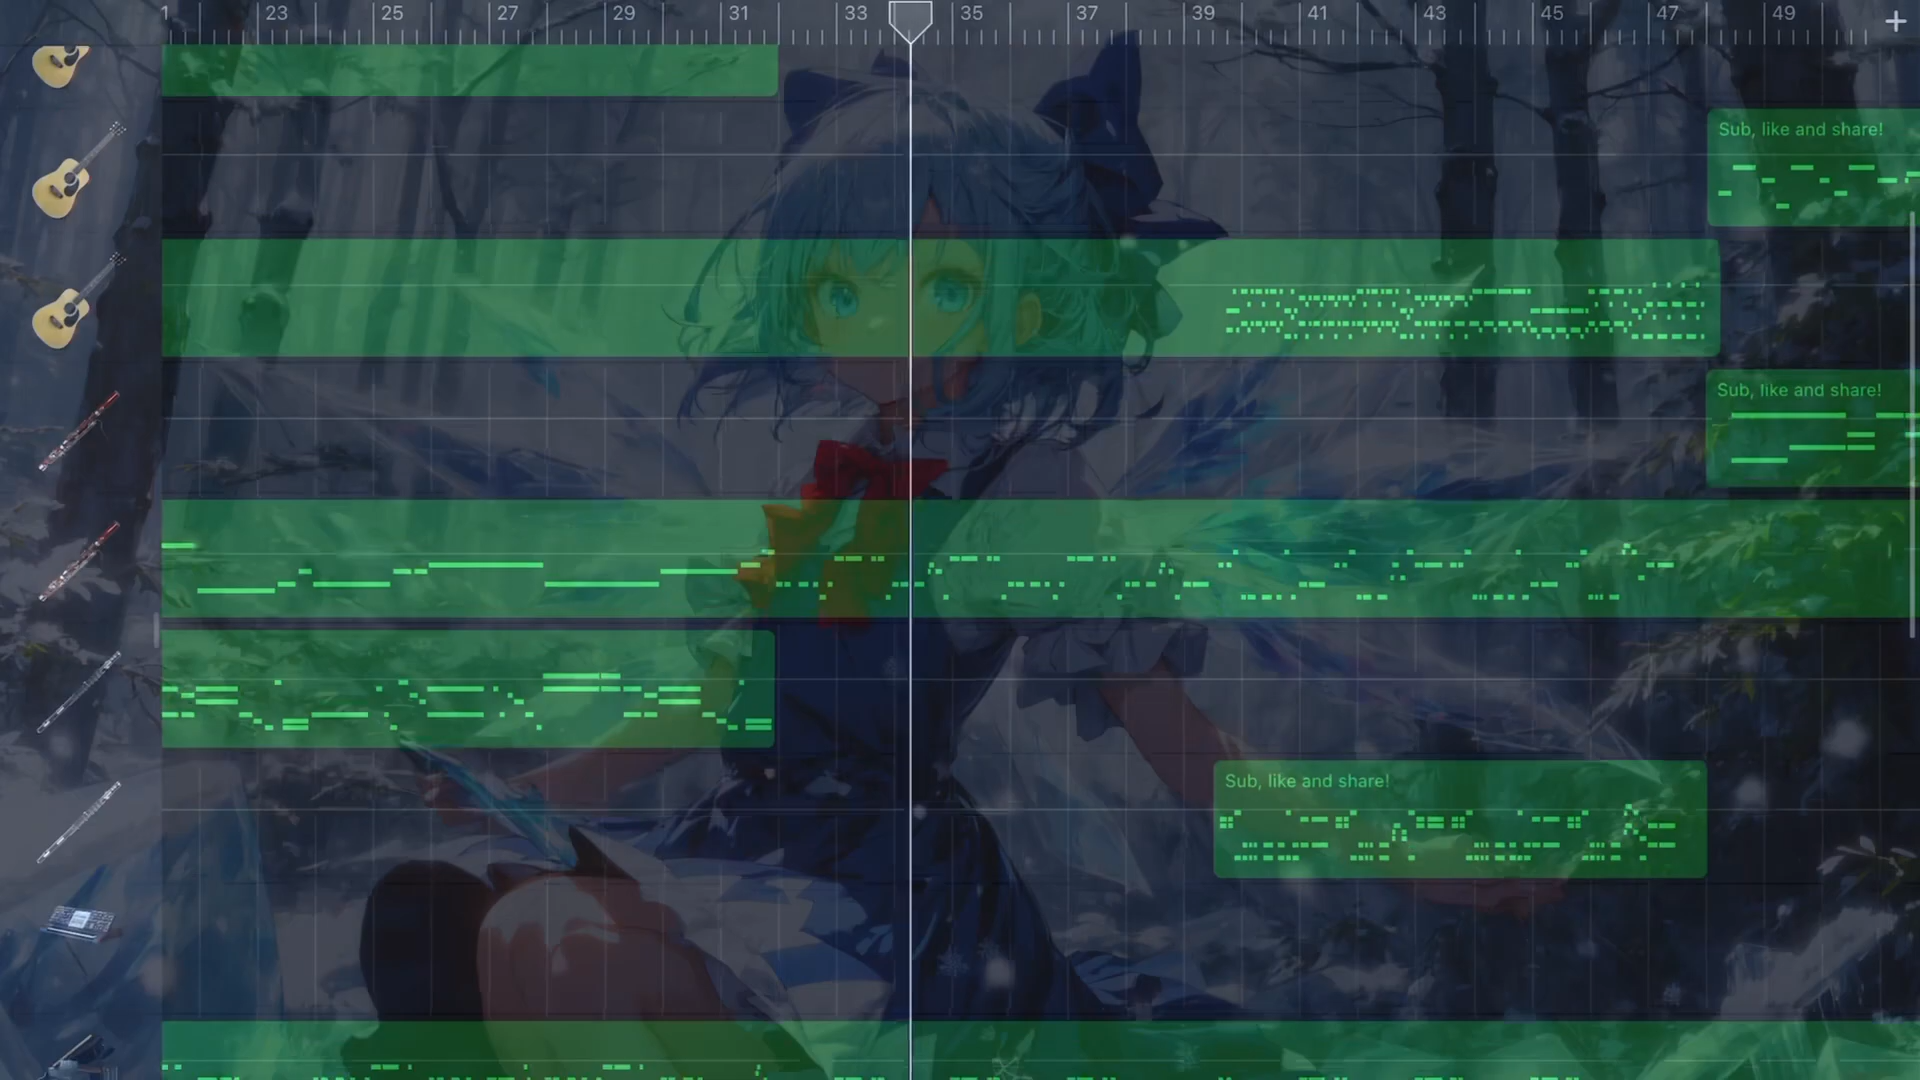 1 23 25 27 29 31 33 35 37 39 41 43 45 47 49 +
Sub, like and share!
Sub, like and share!
Sub, like and share!